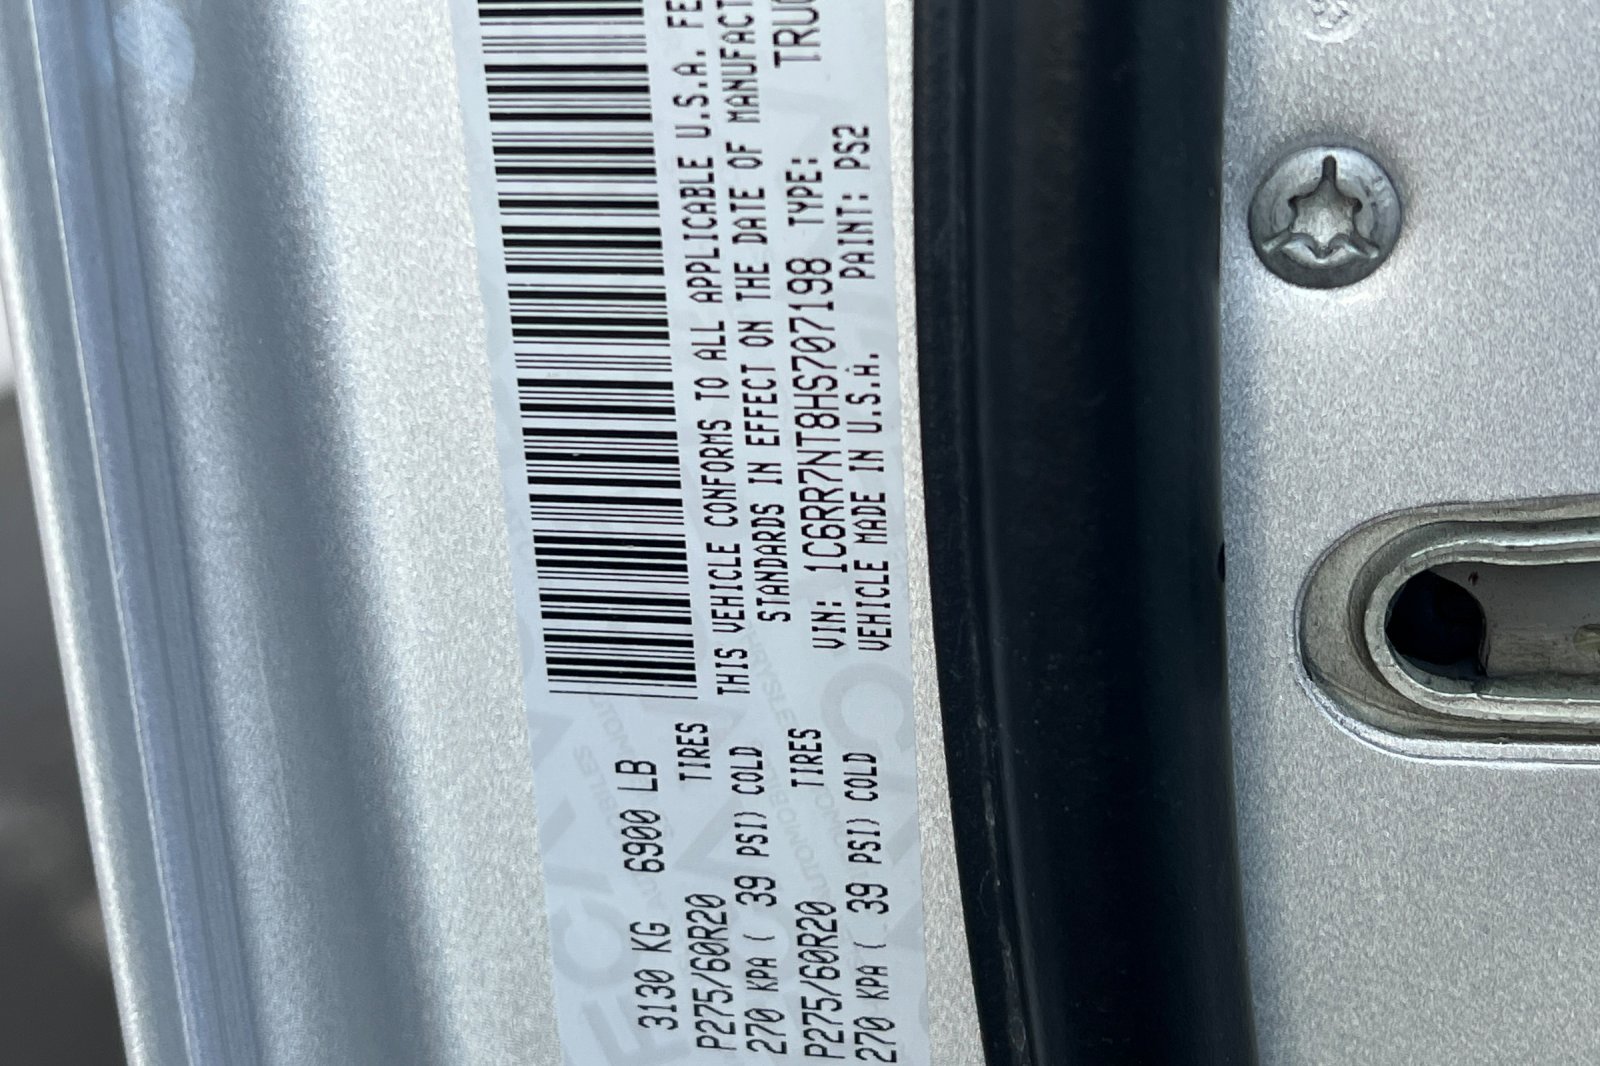 3130 KG 6900 LB
P275/60R20 TIRES
270 KPA ( 39 PSI) COLD
P275/60R20 TIRES
270 KPA ( 39 PSI) COLD
THIS VEHICLE CONFORMS TO ALL APPLICABLE U.S.A. FE
STANDARDS IN EFFECT ON THE DATE OF MANUFACT
VIN: 1C6RR7NT8HS707198 TYPE: TRUC
VEHICLE MADE IN U.S.A. PAINT: PS2